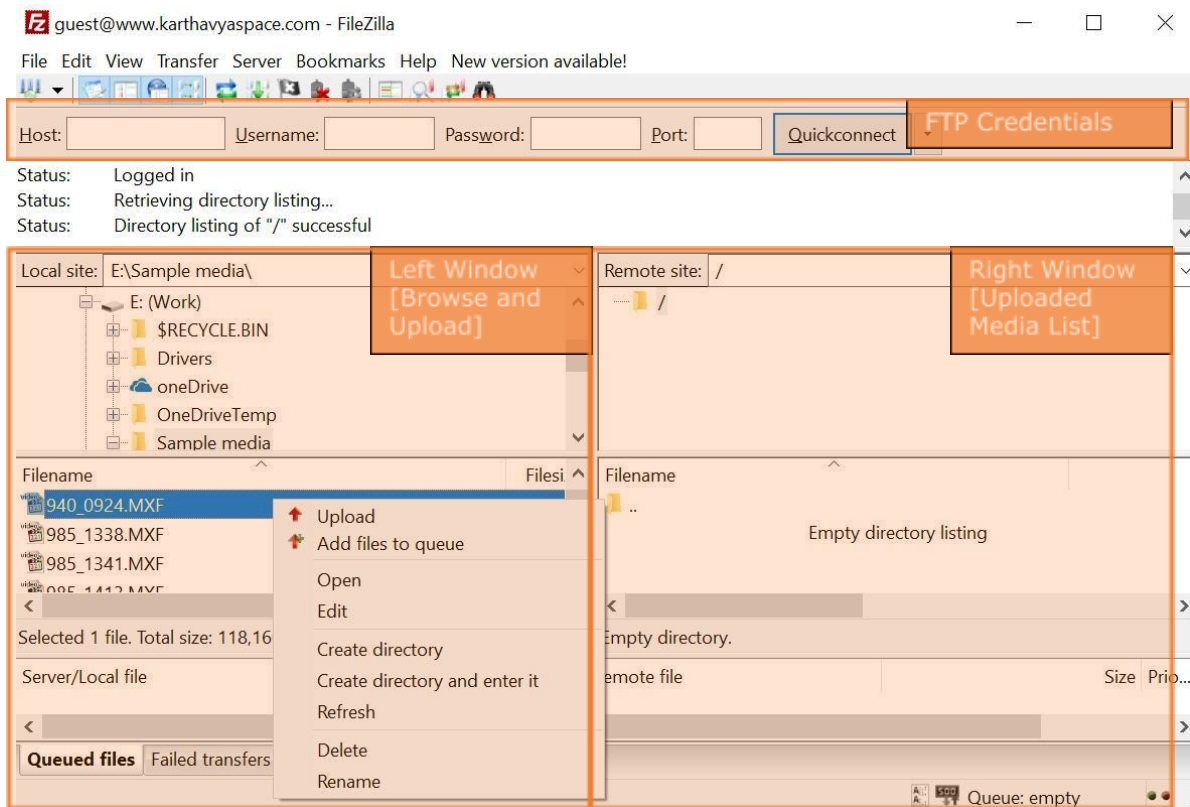 guest@www.karthavyaspace.com - FileZilla
File Edit View Transfer Server Bookmarks Help New version available!
Host: Username: Password: Port: Quickconnect
FTP Credentials
Status: Logged in
Status: Retrieving directory listing...
Status: Directory listing of "/" successful
Local site: E:\Sample media\
Left Window
[Browse and
Upload]
E: (Work)
$RECYCLE.BIN
Drivers
oneDrive
OneDriveTemp
Sample media
Remote site: /
/
Right Window
[Uploaded
Media List]
Filename Filesi
940_0924.MXF
985_1338.MXF
985_1341.MXF
985_1413.MXF
Selected 1 file. Total size: 118,16
Upload
Add files to queue
Open
Edit
Create directory
Create directory and enter it
Refresh
Delete
Rename
Filename
..
Empty directory listing
Empty directory.
Server/Local file emote file Size Prio...
Queued files Failed transfers
Queue: empty